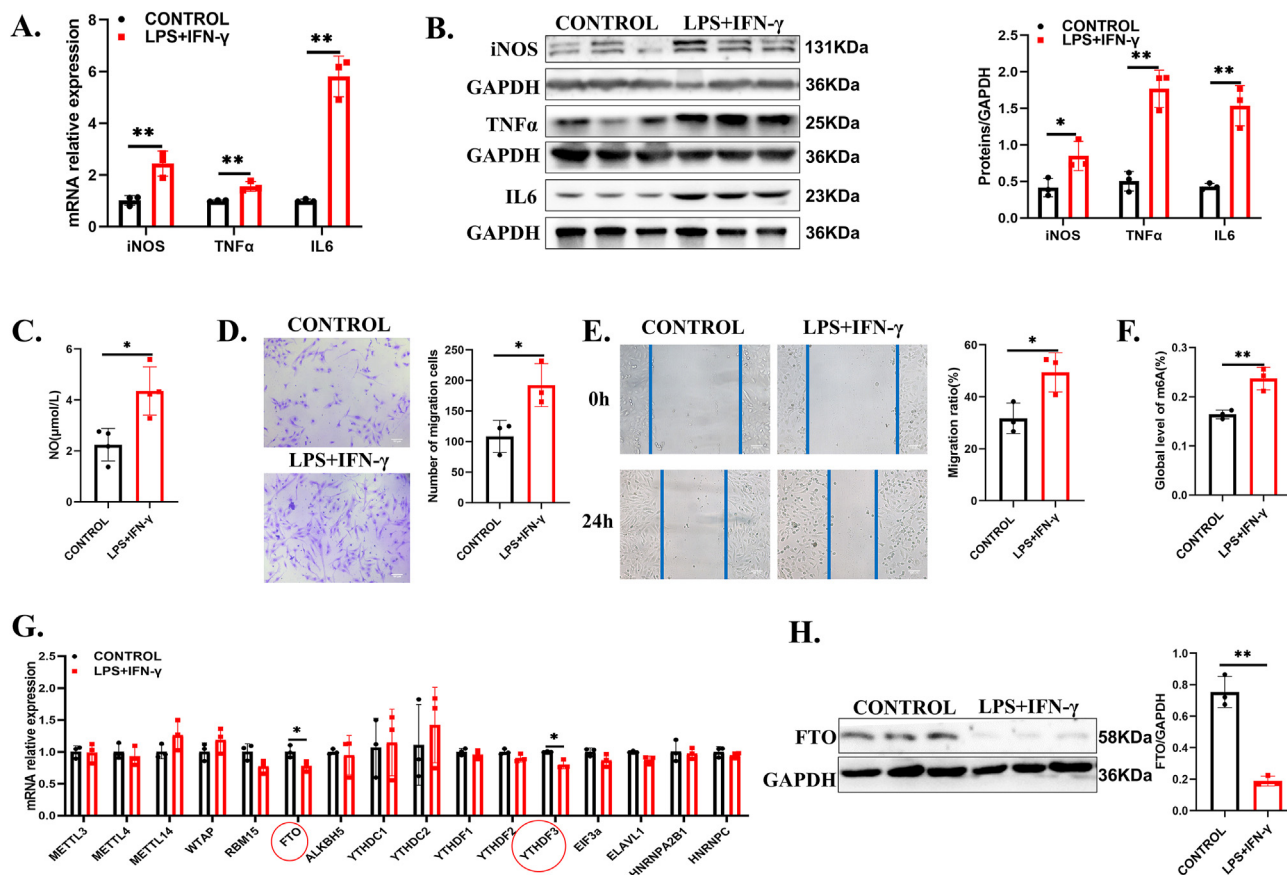 A.
CONTROL
LPS+IFN-γ
mRNA relative expression
8
6
4
2
0
**
**
**
iNOS TNFα IL6
B.
CONTROL LPS+IFN-γ
iNOS 131KDa
GAPDH 36KDa
TNFα 25KDa
GAPDH 36KDa
IL6 23KDa
GAPDH 36KDa
CONTROL
LPS+IFN-γ
Proteins/GAPDH
2.5
2.0
1.5
1.0
0.5
0.0
*
**
**
iNOS TNFα IL6
C.
NO(μmol/L)
6
4
2
0
*
CONTROL
LPS+IFN-γ
D.
CONTROL
LPS+IFN-γ
Number of migration cells
250
200
150
100
50
0
*
CONTROL
LPS+IFN-γ
E.
CONTROL LPS+IFN-γ
0h
24h
Migration ratio(%)
60
40
20
0
*
CONTROL
LPS+IFN-γ
F.
Global level of m6A(%)
0.3
0.2
0.1
0.0
**
CONTROL
LPS+IFN-γ
G.
CONTROL
LPS+IFN-γ
mRNA relative expression
2.5
2.0
1.5
1.0
0.5
0.0
*
*
METTL3 METTL4 METTL14 WTAP RBM15 FTO ALKBH5 YTHDC1 YTHDC2 YTHDF1 YTHDF2 YTHDF3 EIF3a ELAVL1 HNRNPA2B1 HNRNPC
H.
CONTROL LPS+IFN-γ
FTO 58KDa
GAPDH 36KDa
FTO/GAPDH
1.0
0.8
0.6
0.4
0.2
0.0
**
CONTROL
LPS+IFN-γ